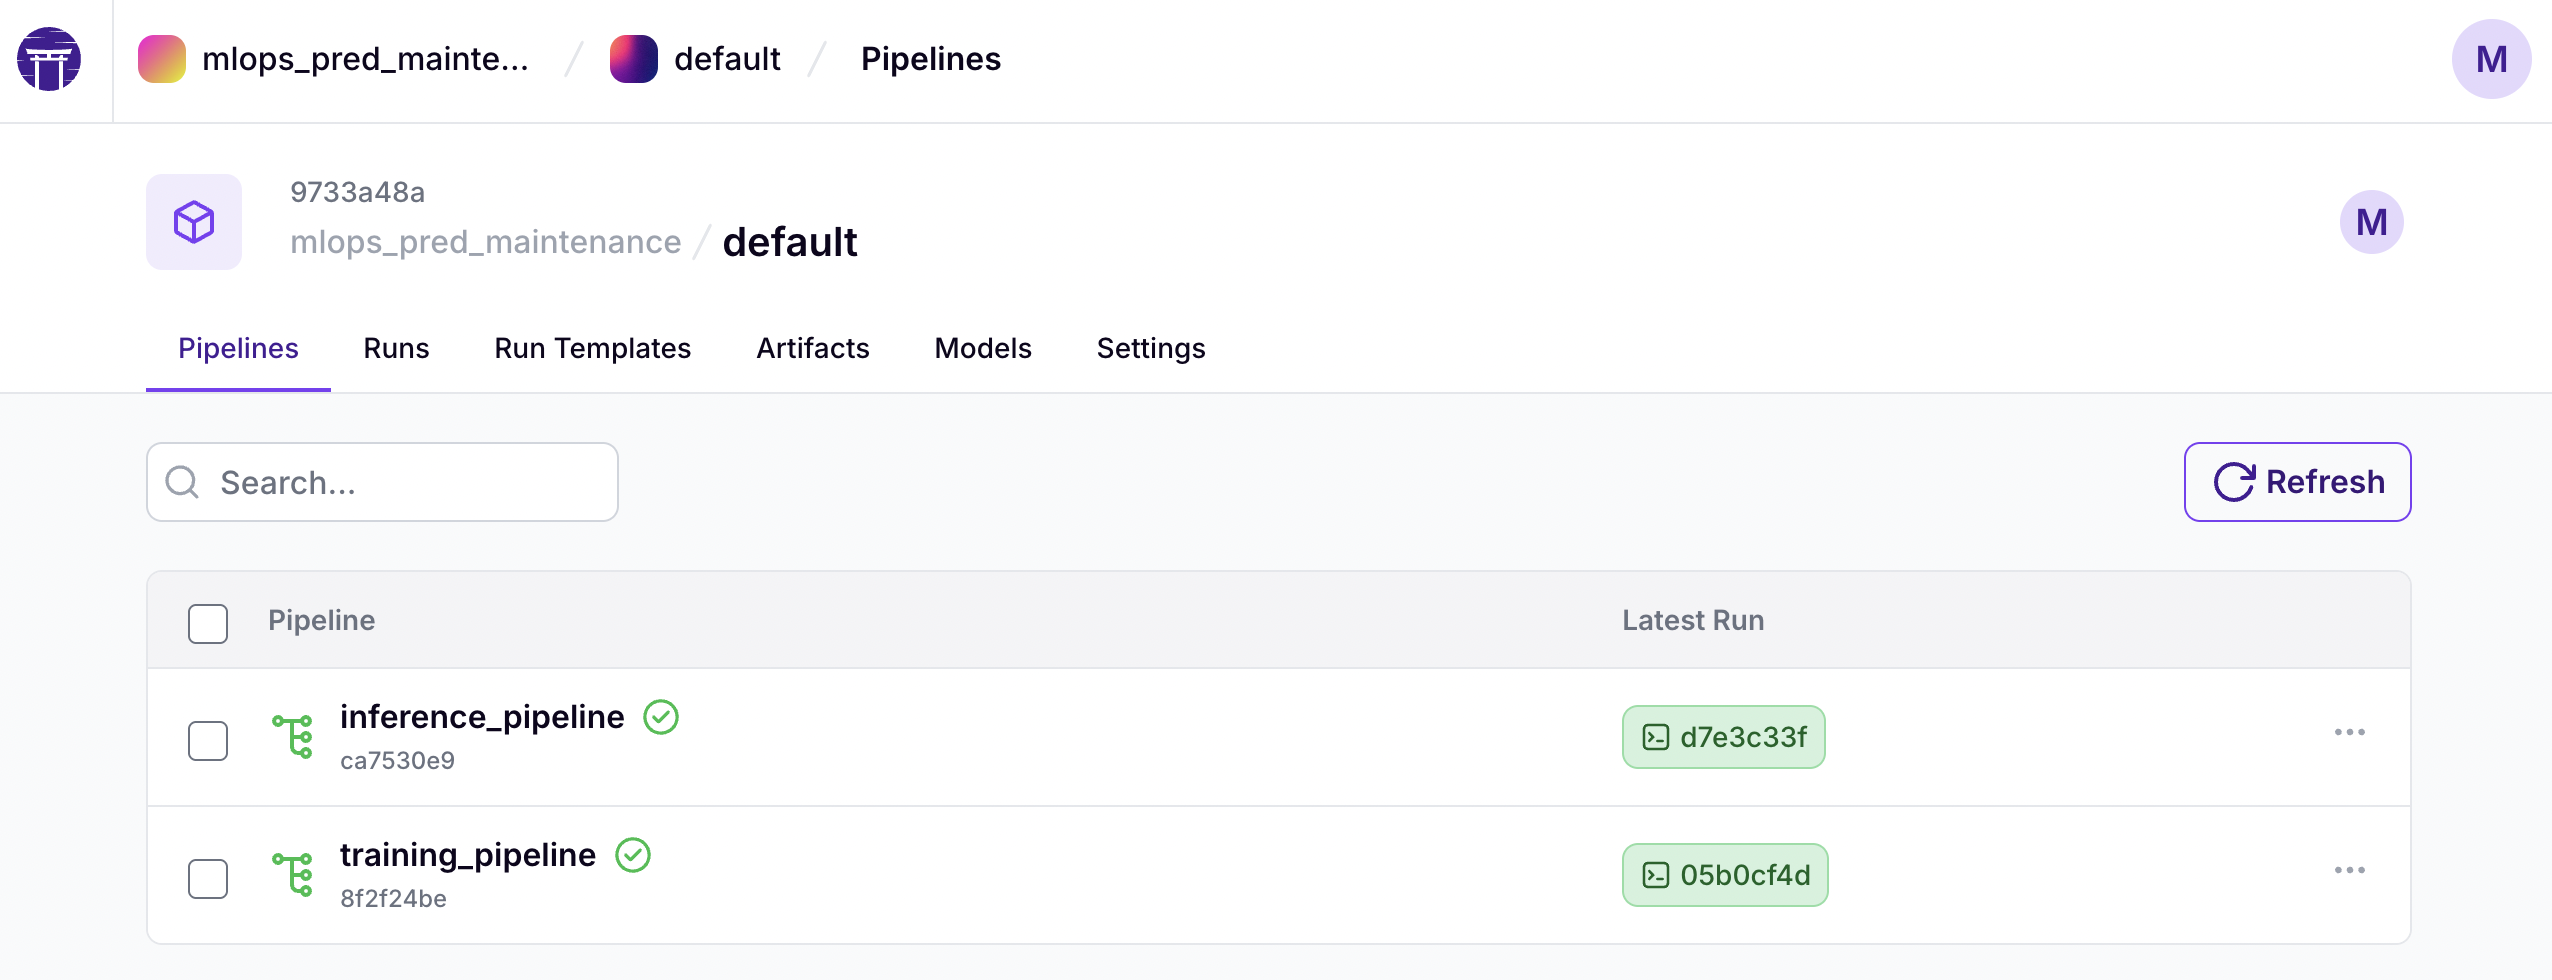 mlops_pred_mainte... / default / Pipelines
M
9733a48a
mlops_pred_maintenance / default
M
Pipelines Runs Run Templates Artifacts Models Settings
Search...
Refresh
Pipeline Latest Run
inference_pipeline
ca7530e9
d7e3c33f
training_pipeline
8f2f24be
05b0cf4d